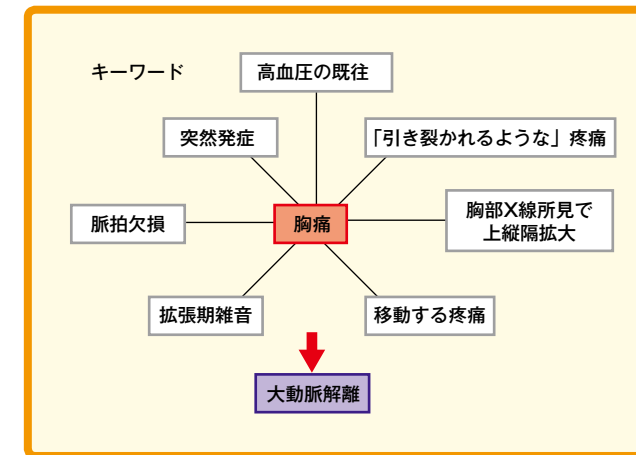 キーワード
高血圧の既往
突然発症
「引き裂かれるような」疼痛
脈拍欠損
胸痛
胸部X線所見で
上縦隔拡大
拡張期雑音
移動する疼痛
大動脈解離